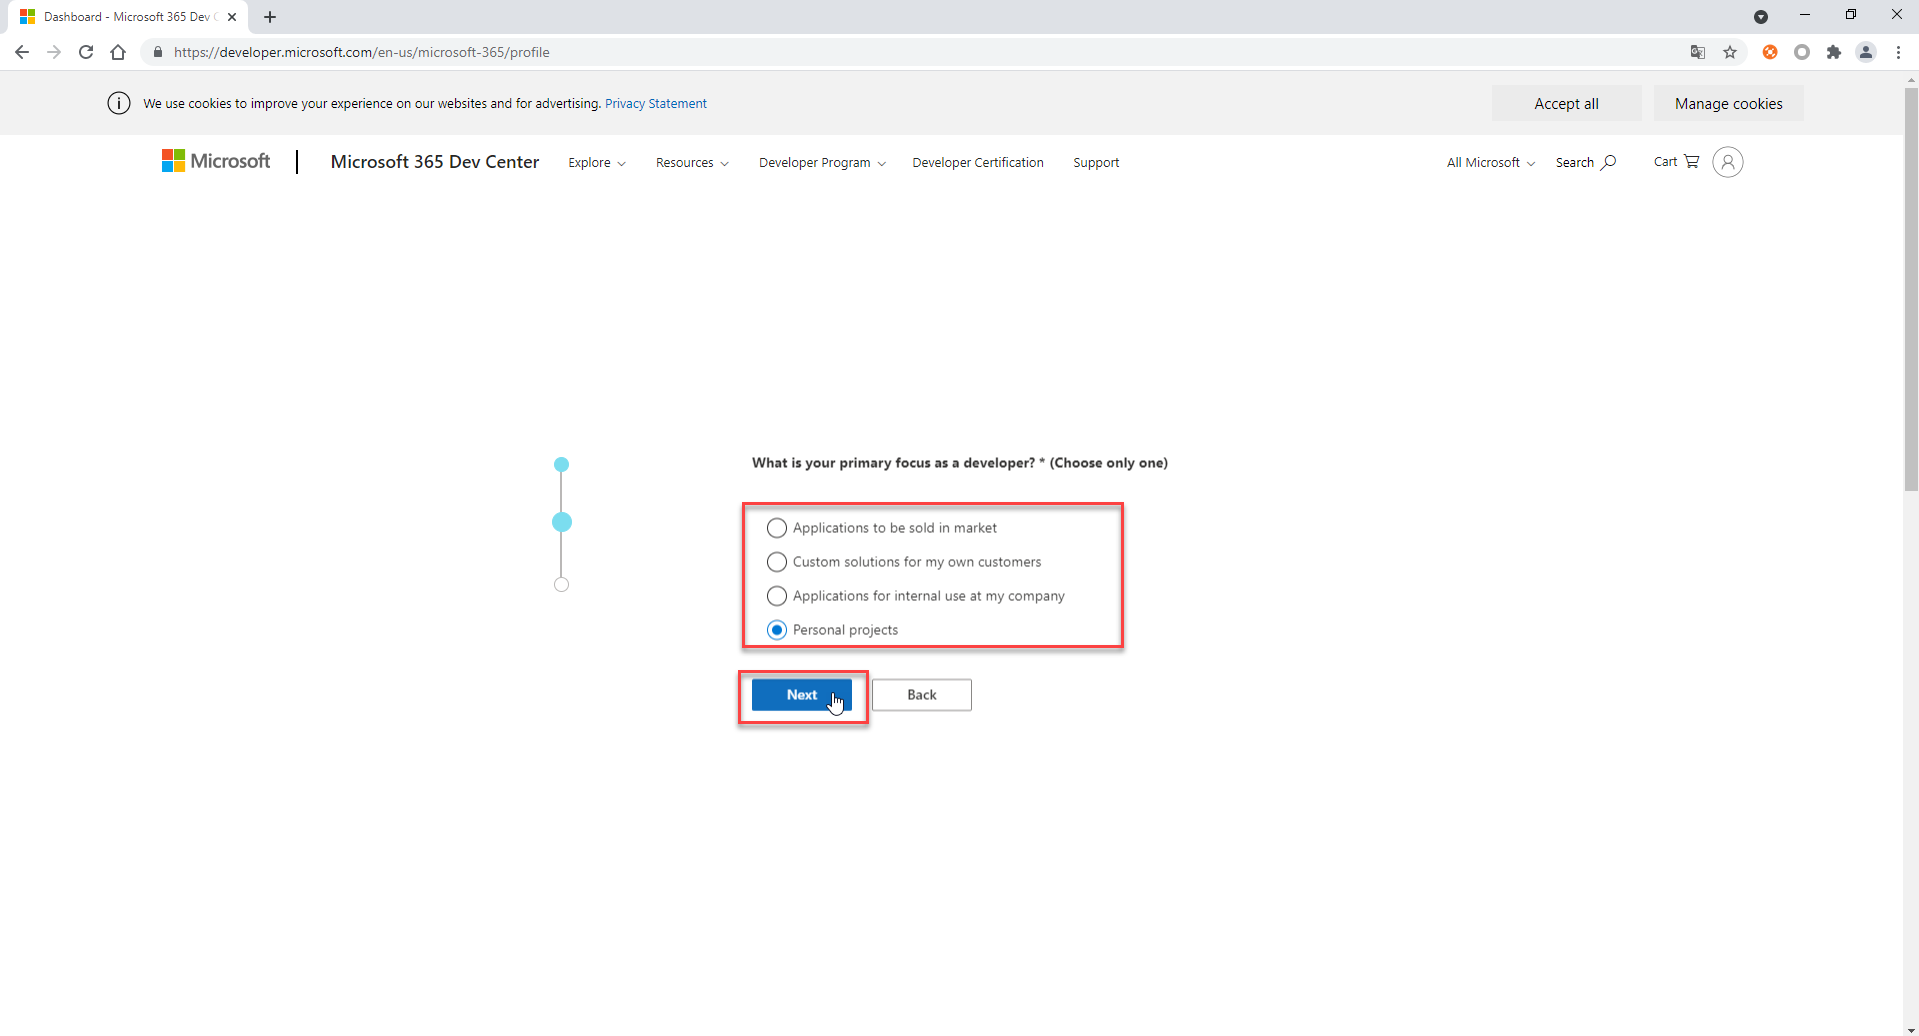 Dashboard - Microsoft 365 Dev
https://developer.microsoft.com/en-us/microsoft-365/profile
We use cookies to improve your experience on our websites and for advertising. Privacy Statement
Accept all
Manage cookies
Microsoft
Microsoft 365 Dev Center
Explore
Resources
Developer Program
Developer Certification
Support
All Microsoft
Search
Cart
What is your primary focus as a developer? * (Choose only one)
Applications to be sold in market
Custom solutions for my own customers
Applications for internal use at my company
Personal projects
Next
Back